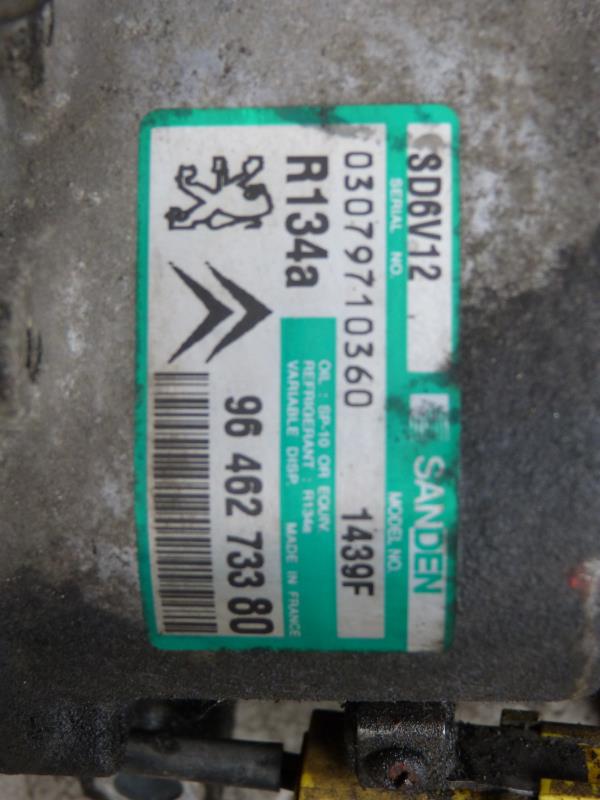 SD6V12
SANDEN
SERIAL NO.
MODEL NO.
03079710360
1439F
R134a
OIL : SP-10 OR EQUIV.
REFRIGERANT : R134a
VARIABLE DISP. MADE IN FRANCE
96 462 733 80